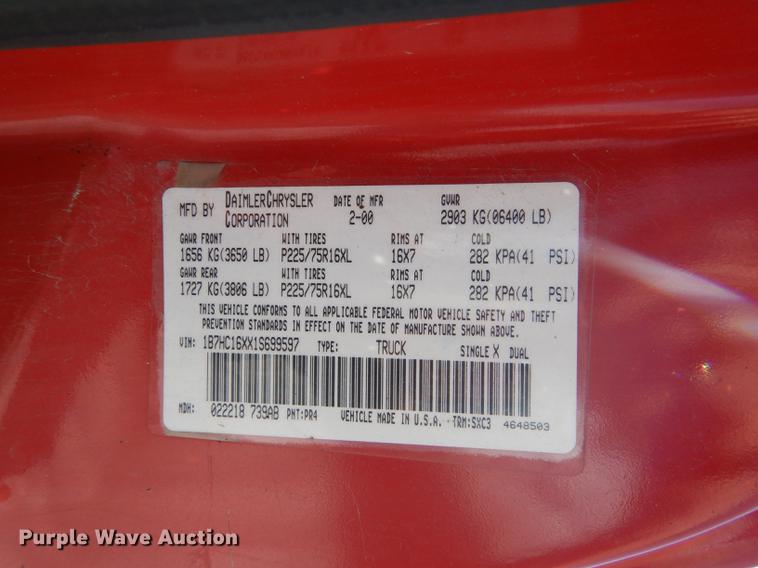 MFD BY DAIMLERCHRYSLER CORPORATION DATE OF MFR 2-00 GVWR 2903 KG(06400 LB)
GAWR FRONT WITH TIRES RIMS AT COLD
1656 KG(3650 LB) P225/75R16XL 16X7 282 KPA(41 PSI)
GAWR REAR WITH TIRES RIMS AT COLD
1727 KG(3806 LB) P225/75R16XL 16X7 282 KPA(41 PSI)
THIS VEHICLE CONFORMS TO ALL APPLICABLE FEDERAL MOTOR VEHICLE SAFETY AND THEFT
PREVENTION STANDARDS IN EFFECT ON THE DATE OF MANUFACTURE SHOWN ABOVE.
VIN: 1B7HC16XX1S699597 TYPE: TRUCK SINGLE X DUAL
MDH: 022218 739AB PNT:PR4 VEHICLE MADE IN U.S.A. TRM:SXC3 4648503
Purple Wave Auction